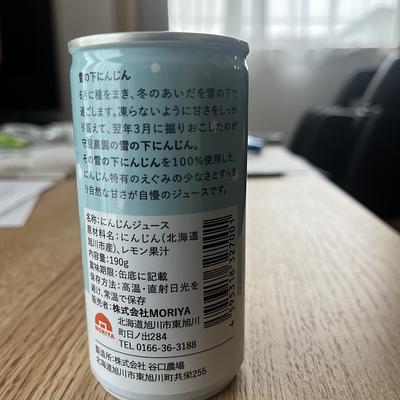 雪の下にんじん
6月に種をまき、冬のあいだを雪の下で
過ごします。凍らないように甘さをしっか
り蓄えて、翌年3月に掘りおこしたのが
守屋農園の雪の下にんじん。
その雪の下にんじんを100%使用した、
にんじん特有のえぐみの少なさとすっき
り自然な甘さが自慢のジュースです。
名称:にんじんジュース
原材料名:にんじん(北海道
旭川市産)、レモン果汁
内容量:190g
賞味期限:缶底に記載
保存方法:高温・直射日光を
避け、常温で保存
販売者:株式会社MORIYA
北海道旭川市東旭川
町日ノ出284
TEL 0166-36-3188
MORIYA
製造所:株式会社 谷口農場
北海道旭川市東旭川町共栄255
4595318327001